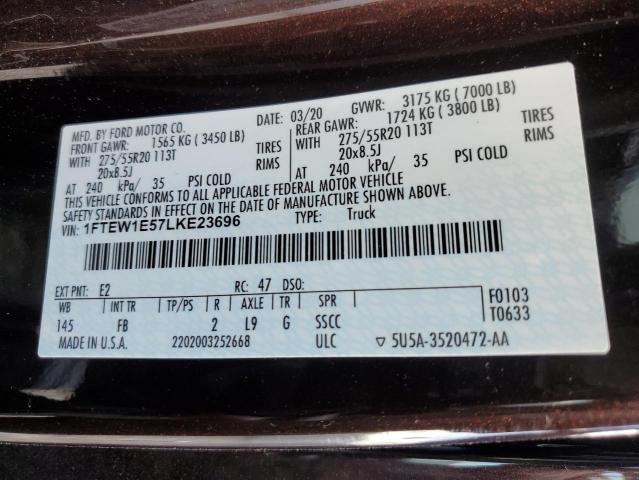 MFD. BY FORD MOTOR CO. DATE: 03/20 GVWR: 3175 KG ( 7000 LB)
FRONT GAWR: 1565 KG ( 3450 LB) REAR GAWR: 1724 KG ( 3800 LB)
WITH 275/55R20 113T TIRES WITH 275/55R20 113T TIRES
20x8.5J RIMS 20x8.5J RIMS
AT 240 kPa/ 35 PSI COLD AT 240 kPa/ 35 PSI COLD
THIS VEHICLE CONFORMS TO ALL APPLICABLE FEDERAL MOTOR VEHICLE
SAFETY STANDARDS IN EFFECT ON THE DATE OF MANUFACTURE SHOWN ABOVE.
VIN: 1FTEW1E57LKE23696 TYPE: Truck
EXT PNT: E2 RC: 47 DSO:
WB INT TR TP/PS R AXLE TR SPR F0103
145 FB 2 L9 G SSCC T0633
MADE IN U.S.A. 2202003252668 ULC ▽ 5U5A-3520472-AA